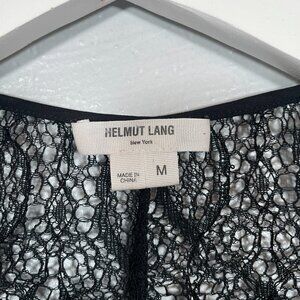 HELMUT LANG
New York
MADE IN
CHINA
M